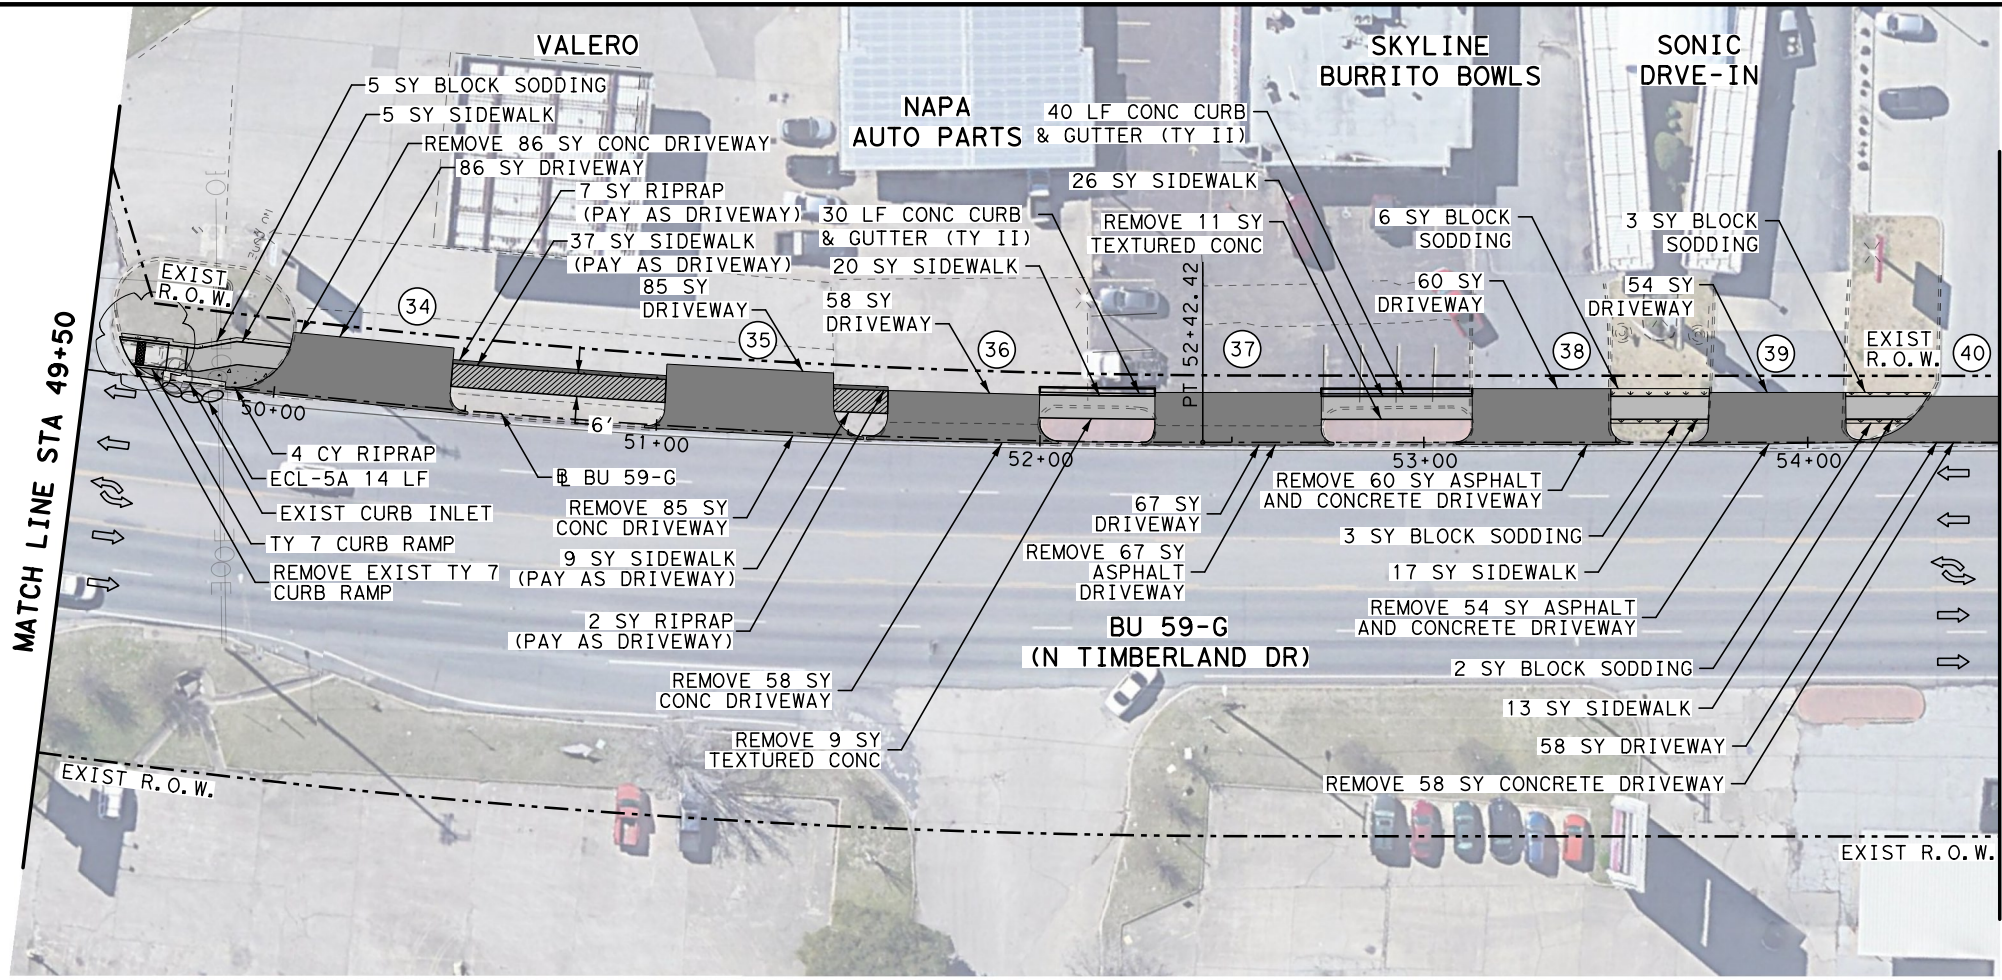 VALERO
SKYLINE
BURRITO BOWLS
SONIC
DRVE-IN
NAPA
AUTO PARTS
5 SY BLOCK SODDING
5 SY SIDEWALK
REMOVE 86 SY CONC DRIVEWAY
86 SY DRIVEWAY
7 SY RIPRAP
(PAY AS DRIVEWAY)
37 SY SIDEWALK
(PAY AS DRIVEWAY)
85 SY
DRIVEWAY
30 LF CONC CURB
& GUTTER (TY II)
20 SY SIDEWALK
58 SY
DRIVEWAY
40 LF CONC CURB
& GUTTER (TY II)
26 SY SIDEWALK
REMOVE 11 SY
TEXTURED CONC
PT 52+42.42
6 SY BLOCK
SODDING
60 SY
DRIVEWAY
3 SY BLOCK
SODDING
54 SY
DRIVEWAY
EXIST
R.O.W.
EXIST
R.O.W.
34
35
36
37
38
39
40
MATCH LINE STA 49+50
50+00
51+00
52+00
53+00
54+00
6'
4 CY RIPRAP
ECL-5A 14 LF
EXIST CURB INLET
TY 7 CURB RAMP
REMOVE EXIST TY 7
CURB RAMP
BL BU 59-G
REMOVE 85 SY
CONC DRIVEWAY
9 SY SIDEWALK
(PAY AS DRIVEWAY)
2 SY RIPRAP
(PAY AS DRIVEWAY)
REMOVE 58 SY
CONC DRIVEWAY
REMOVE 9 SY
TEXTURED CONC
67 SY
DRIVEWAY
REMOVE 67 SY
ASPHALT
DRIVEWAY
BU 59-G
(N TIMBERLAND DR)
REMOVE 60 SY ASPHALT
AND CONCRETE DRIVEWAY
3 SY BLOCK SODDING
17 SY SIDEWALK
REMOVE 54 SY ASPHALT
AND CONCRETE DRIVEWAY
2 SY BLOCK SODDING
13 SY SIDEWALK
58 SY DRIVEWAY
REMOVE 58 SY CONCRETE DRIVEWAY
EXIST R.O.W.
EXIST R.O.W.